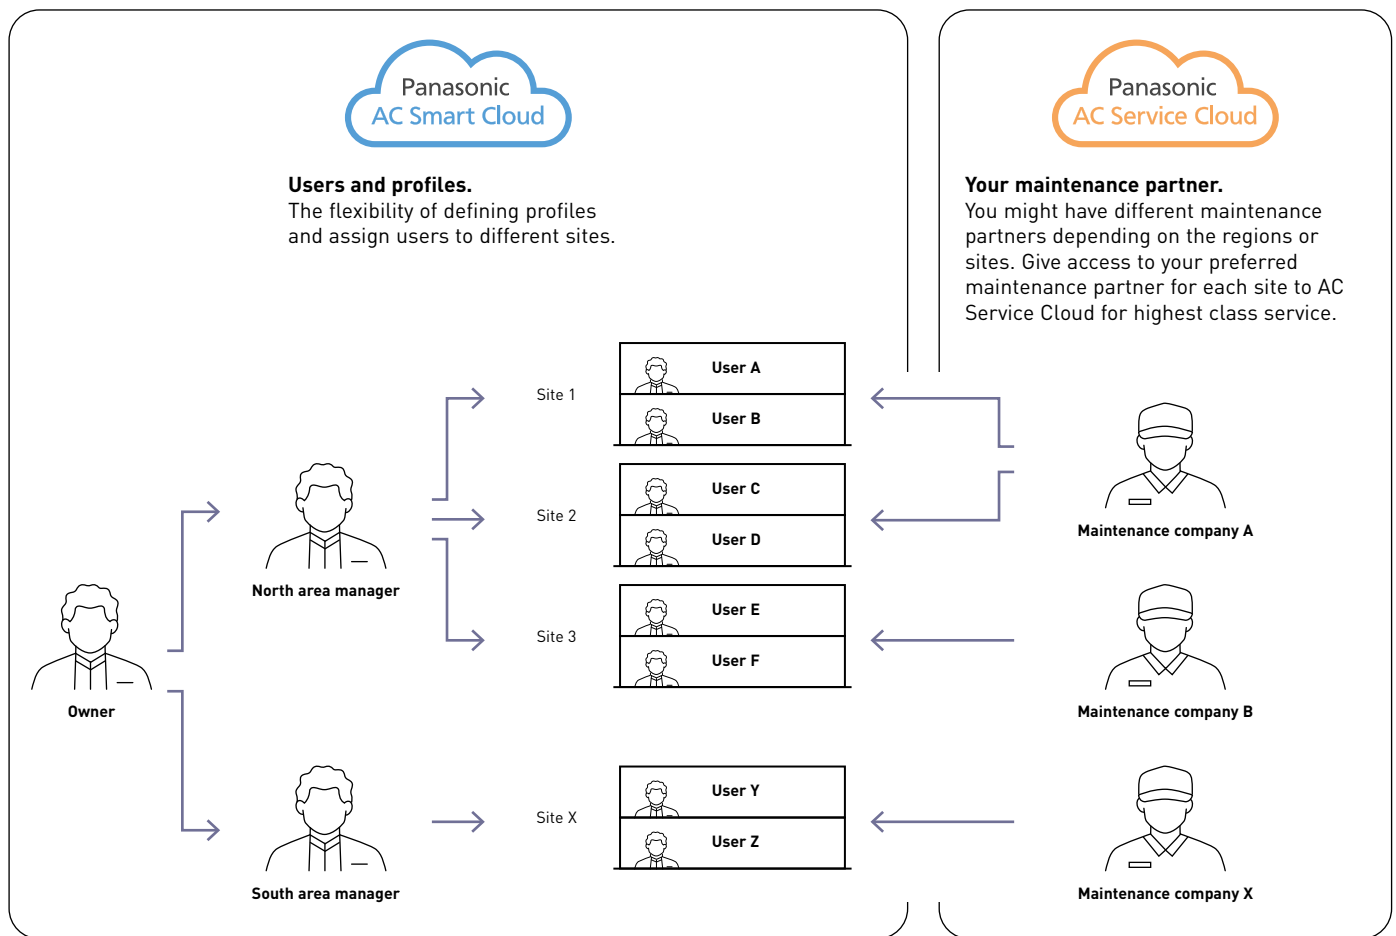 Panasonic
AC Smart Cloud
Users and profiles.
The flexibility of defining profiles
and assign users to different sites.
Panasonic
AC Service Cloud
Your maintenance partner.
You might have different maintenance
partners depending on the regions or
sites. Give access to your preferred
maintenance partner for each site to AC
Service Cloud for highest class service.
Owner
North area manager
South area manager
Site 1
User A
User B
Site 2
User C
User D
Site 3
User E
User F
Site X
User Y
User Z
Maintenance company A
Maintenance company B
Maintenance company X